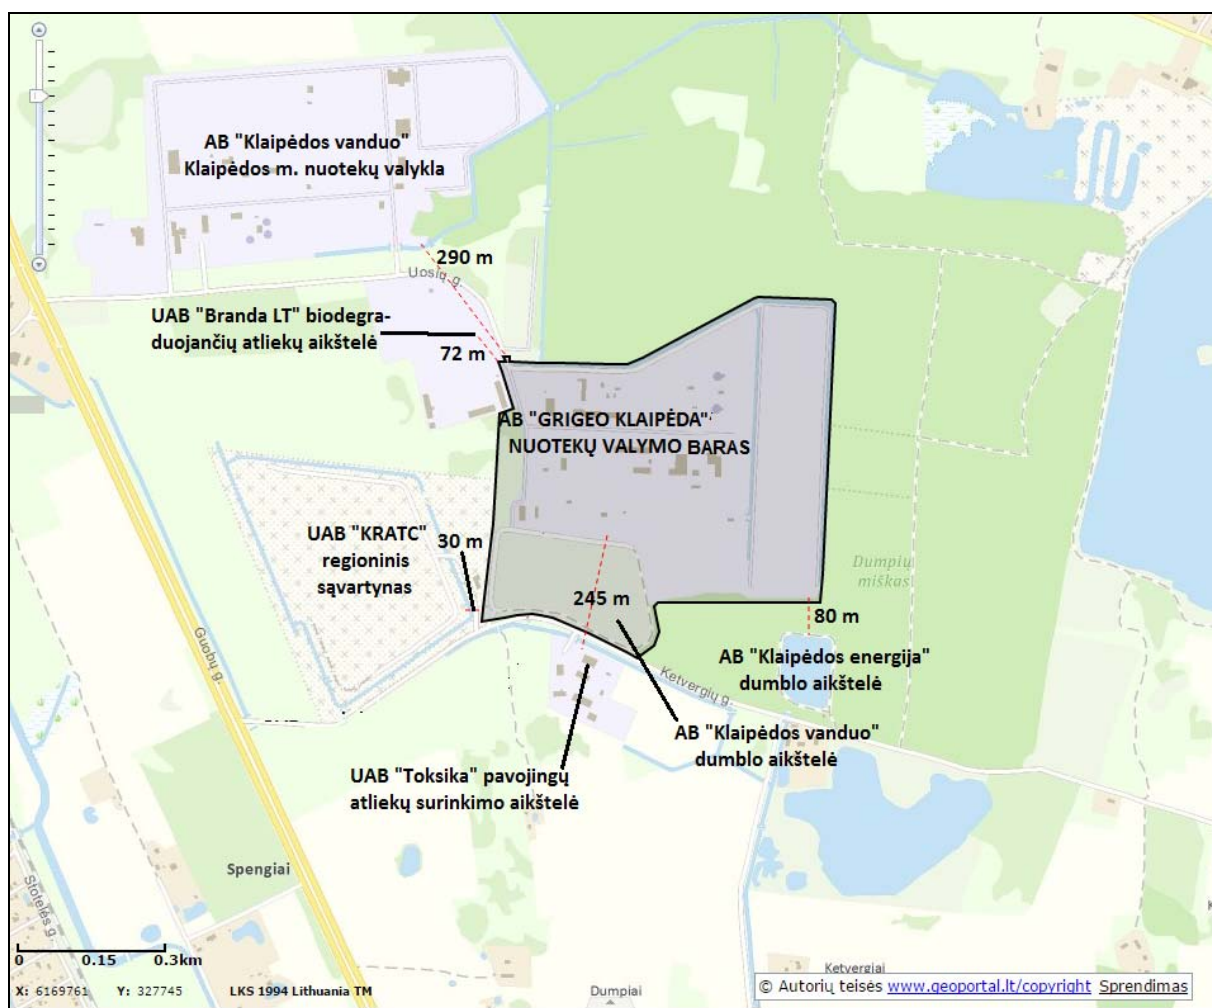 AB "Klaipėdos vanduo"
Klaipėdos m. nuotekų valykla
290 m
Uosių g.
UAB "Branda LT" biodegra-
duojančių atliekų aikštelė
72 m
AB "GRIGEO KLAIPĖDA"
NUOTEKŲ VALYMO BARAS
UAB "KRATC"
regioninis
sąvartynas
30 m
Dumpių
miškas
245 m
80 m
Guobų g.
Ketvergių g.
AB "Klaipėdos energija"
dumblo aikštelė
AB "Klaipėdos vanduo"
dumblo aikštelė
UAB "Toksika" pavojingų
atliekų surinkimo aikštelė
Spengiai
Stotelės g.
0 0.15 0.3km
Ketvergiai
X: 6169761 Y: 327745 LKS 1994 Lithuania TM
Dumpiai
© Autorių teisės www.geoportal.lt/copyright Sprendimas